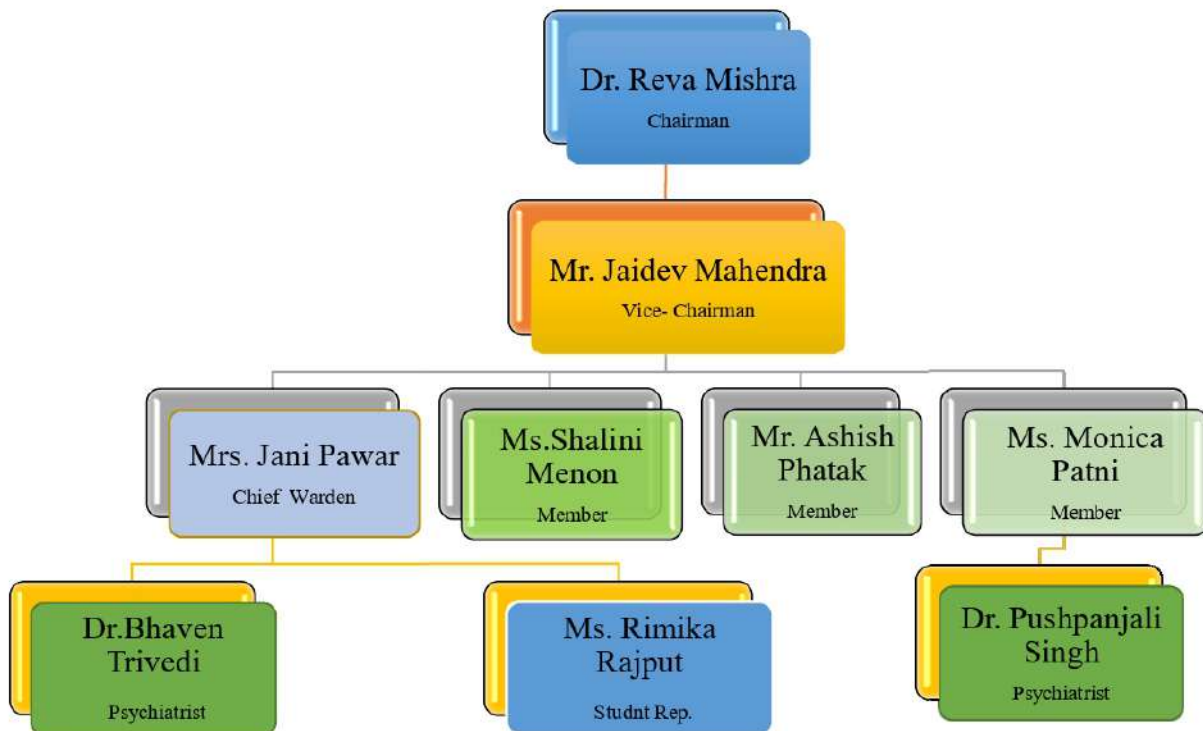 Dr. Reva Mishra
Chairman
Mr. Jaidev Mahendra
Vice- Chairman
Mrs. Jani Pawar
Chief Warden
Ms.Shalini
Menon
Member
Mr. Ashish
Phatak
Member
Ms. Monica
Patni
Member
Dr.Bhaven
Trivedi
Psychiatrist
Ms. Rimika
Rajput
Studnt Rep.
Dr. Pushpanjali
Singh
Psychiatrist